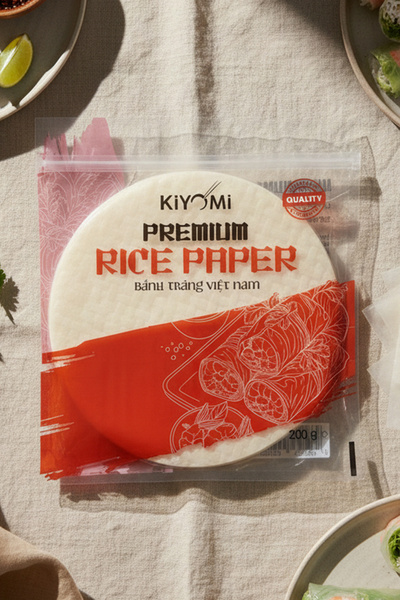 KiYOMi
QUALITY
PREMIUM
RICE PAPER
BÁNH TRÁNG VIỆT NAM
200 g